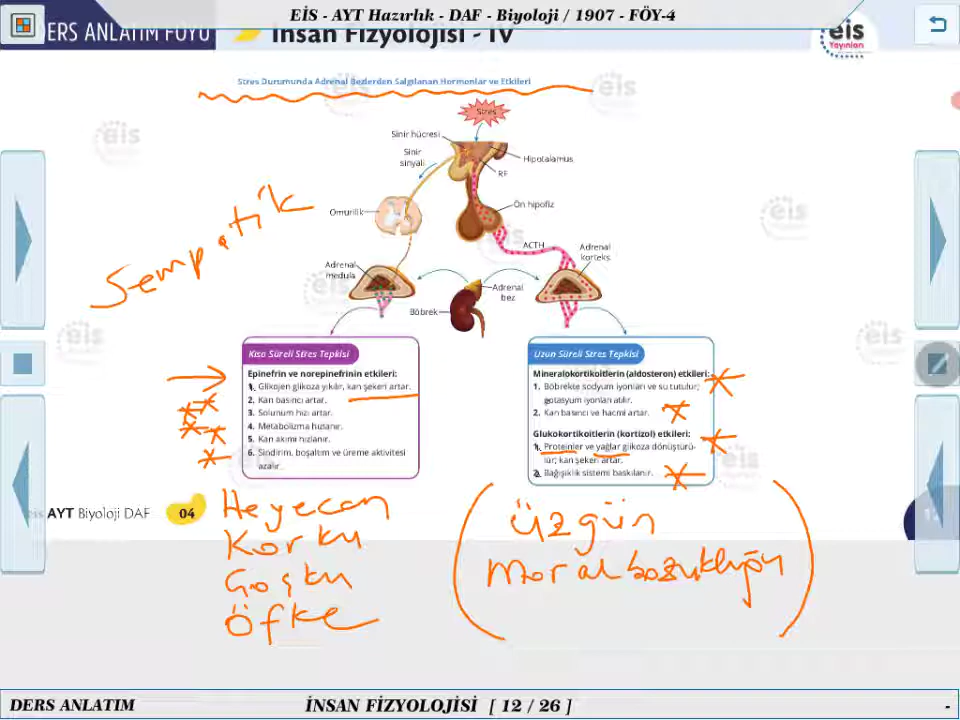 EİS - AYT Hazırlık - DAF - Biyoloji / 1907 - FÖY-4
DERS ANLATIM FÖYÜ
İnsan Fizyolojisi - IV
eis
Yayınları
Stres Durumunda Adrenal Bezlerden Salgılanan Hormonlar ve Etkileri
Stres
Sinir hücresi
Sinir
sinyali
Hipotalamus
RF
Omurilik
Ön hipofiz
ACTH
Adrenal
korteks
Adrenal
medula
Adrenal
bez
Böbrek
Sempatik
Kısa Süreli Stres Tepkisi
Epinefrin ve norepinefrinin etkileri:
1. Glikojen glikoza yıkılır, kan şekeri artar.
2. Kan basıncı artar.
3. Solunum hızı artar.
4. Metabolizma hızlanır.
5. Kan akımı hızlanır.
6. Sindirim, boşaltım ve üreme aktivitesi
azalır.
Uzun Süreli Stres Tepkisi
Mineralokortikoitlerin (aldosteron) etkileri:
1. Böbrekte sodyum iyonları ve su tutulur;
potasyum iyonları atılır.
2. Kan basıncı ve hacmi artar.
Glukokortikoitlerin (kortizol) etkileri:
1. Proteinler ve yağlar glikoza dönüştürü-
lür; kan şekeri artar.
2. Bağışıklık sistemi baskılanır.
eis AYT Biyoloji DAF 04
Heyecan
Korku
Coşku
Öfke
Üzgün
Moral bozukluğu
DERS ANLATIM
İNSAN FİZYOLOJİSİ [ 12 / 26 ]
-